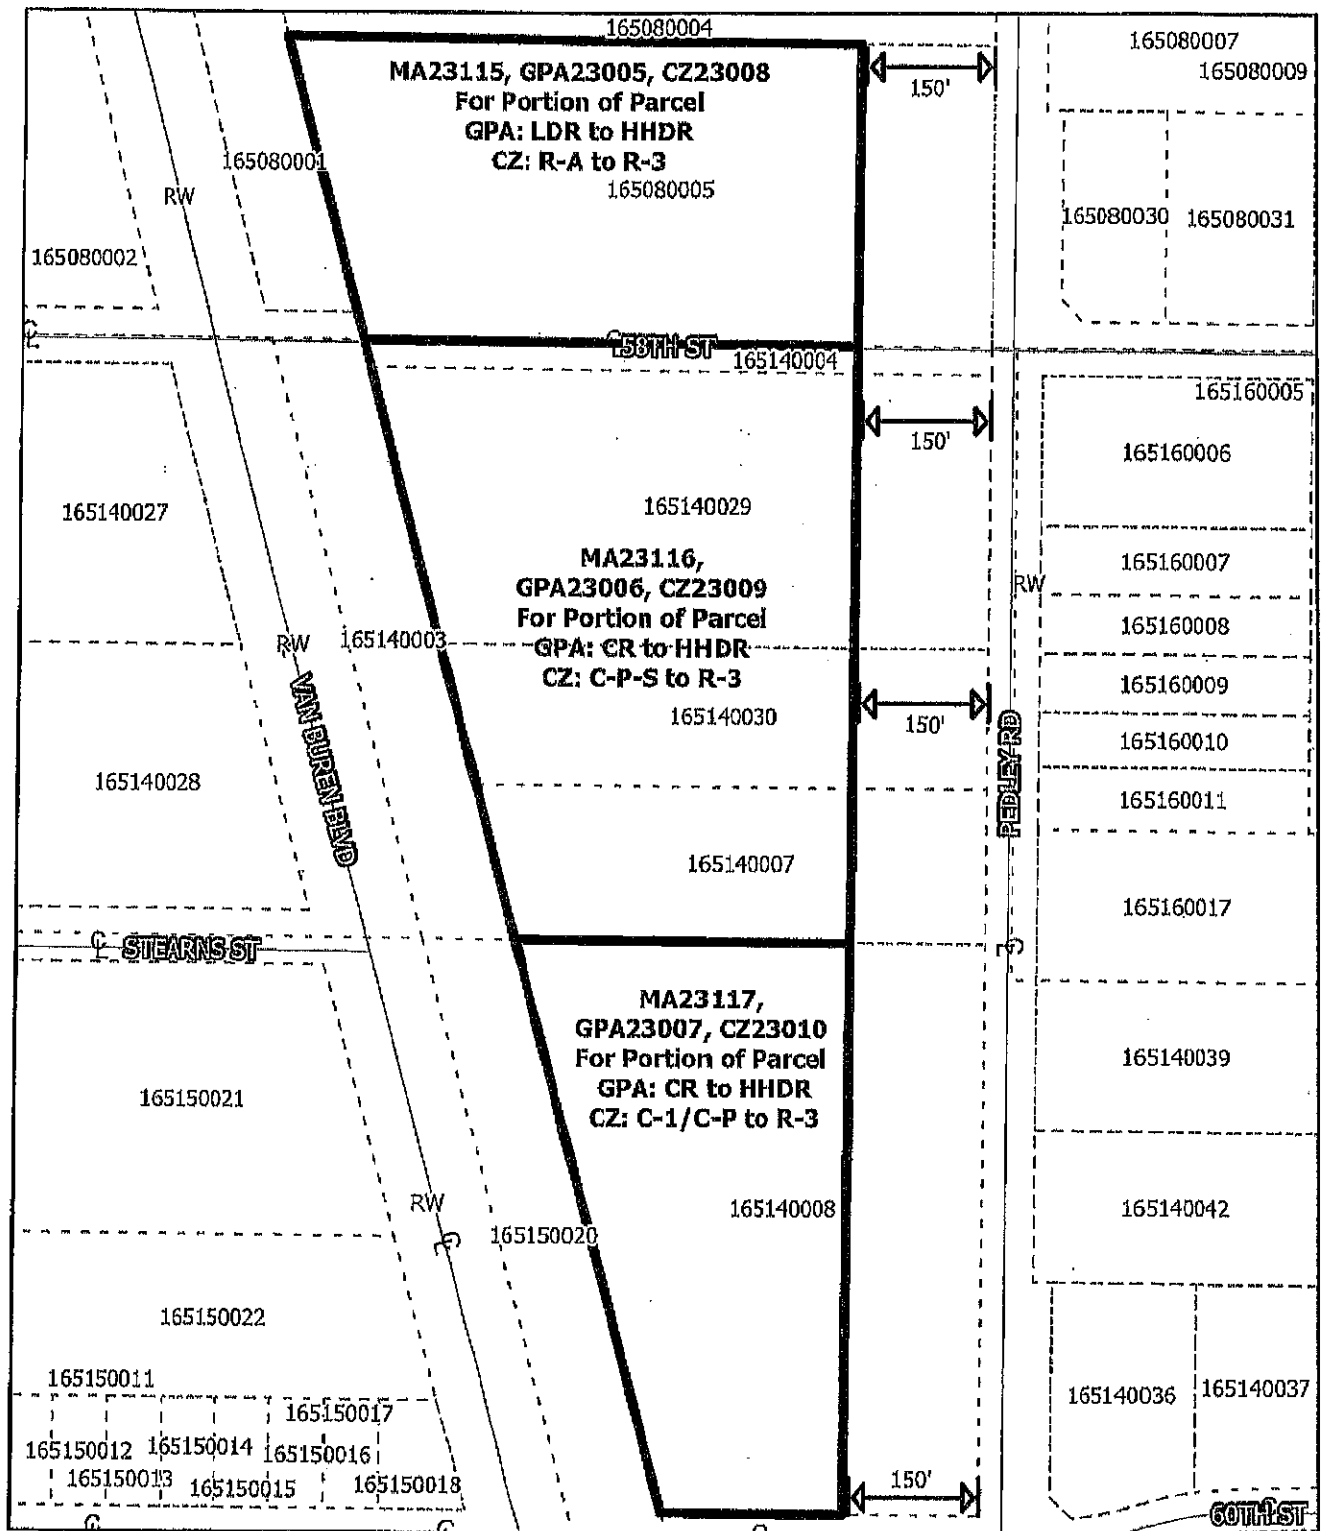 165080004
165080007
165080009
MA23115, GPA23005, CZ23008
For Portion of Parcel
GPA: LDR to HHDR
CZ: R-A to R-3
150'
165080001
165080005
RW
165080030
165080031
165080002
58TH ST
165140004
165160005
150'
165160006
165140027
165140029
MA23116,
GPA23006, CZ23009
For Portion of Parcel
GPA: CR to HHDR
CZ: C-P-S to R-3
165160007
RW
165160008
RW
165140003
165160009
165140030
150'
165160010
VAN BUREN BLVD
PEDLEY RD
165140028
165160011
165140007
165160017
STEARNS ST
MA23117,
GPA23007, CZ23010
For Portion of Parcel
GPA: CR to HHDR
CZ: C-1/C-P to R-3
165140039
165150021
RW
165140008
165140042
165150020
165150022
165150011
165140036
165140037
165150017
165150012
165150014
165150016
165150013
165150015
165150018
150'
60TH ST